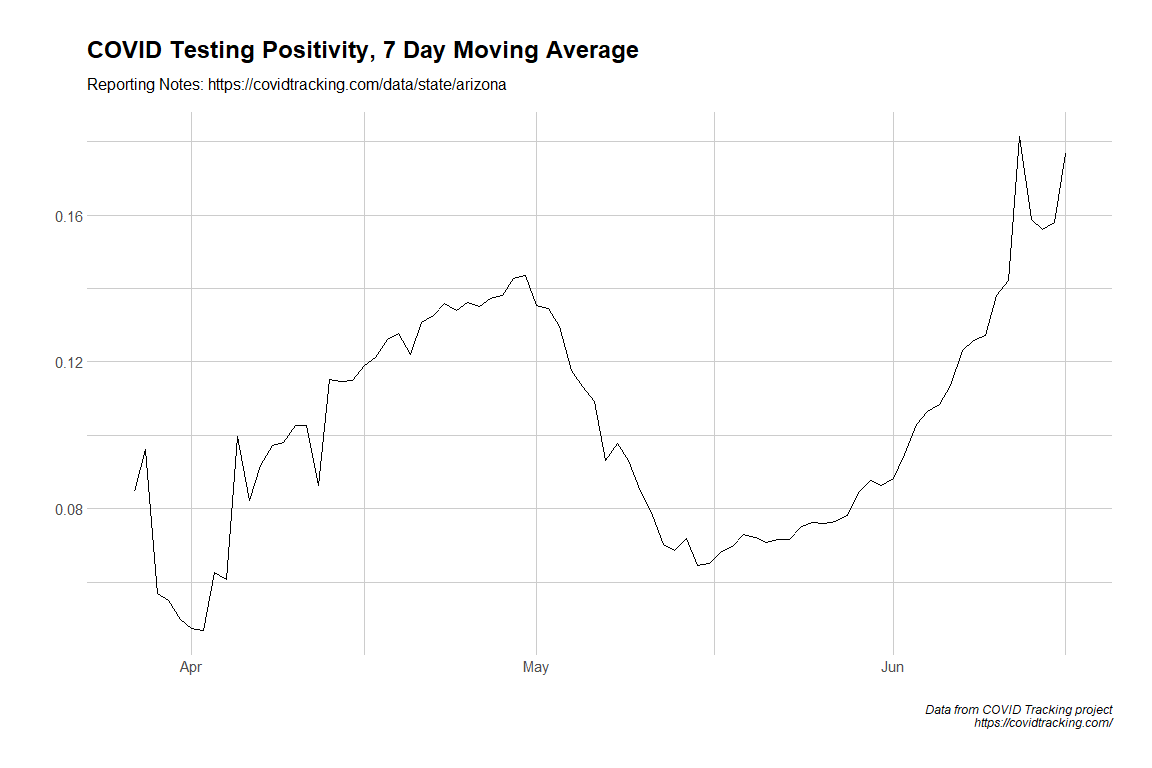 COVID Testing Positivity, 7 Day Moving Average
Reporting Notes: https://covidtracking.com/data/state/arizona
0.16
0.12
0.08
Apr
May
Jun
Data from COVID Tracking project
https://covidtracking.com/